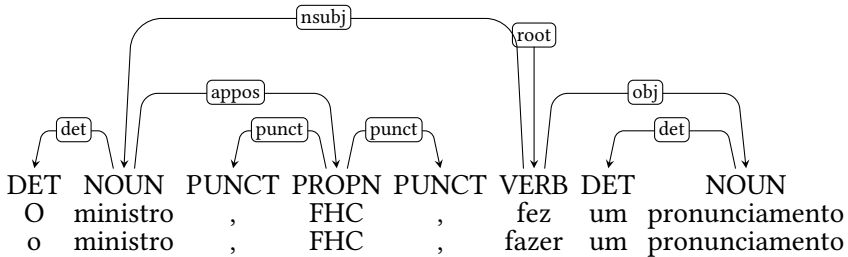 nsubj
root
appos obj
det punct punct det
DET NOUN PUNCT PROPN PUNCT VERB DET NOUN
O ministro , FHC , fez um pronunciamento
o ministro , FHC , fazer um pronunciamento